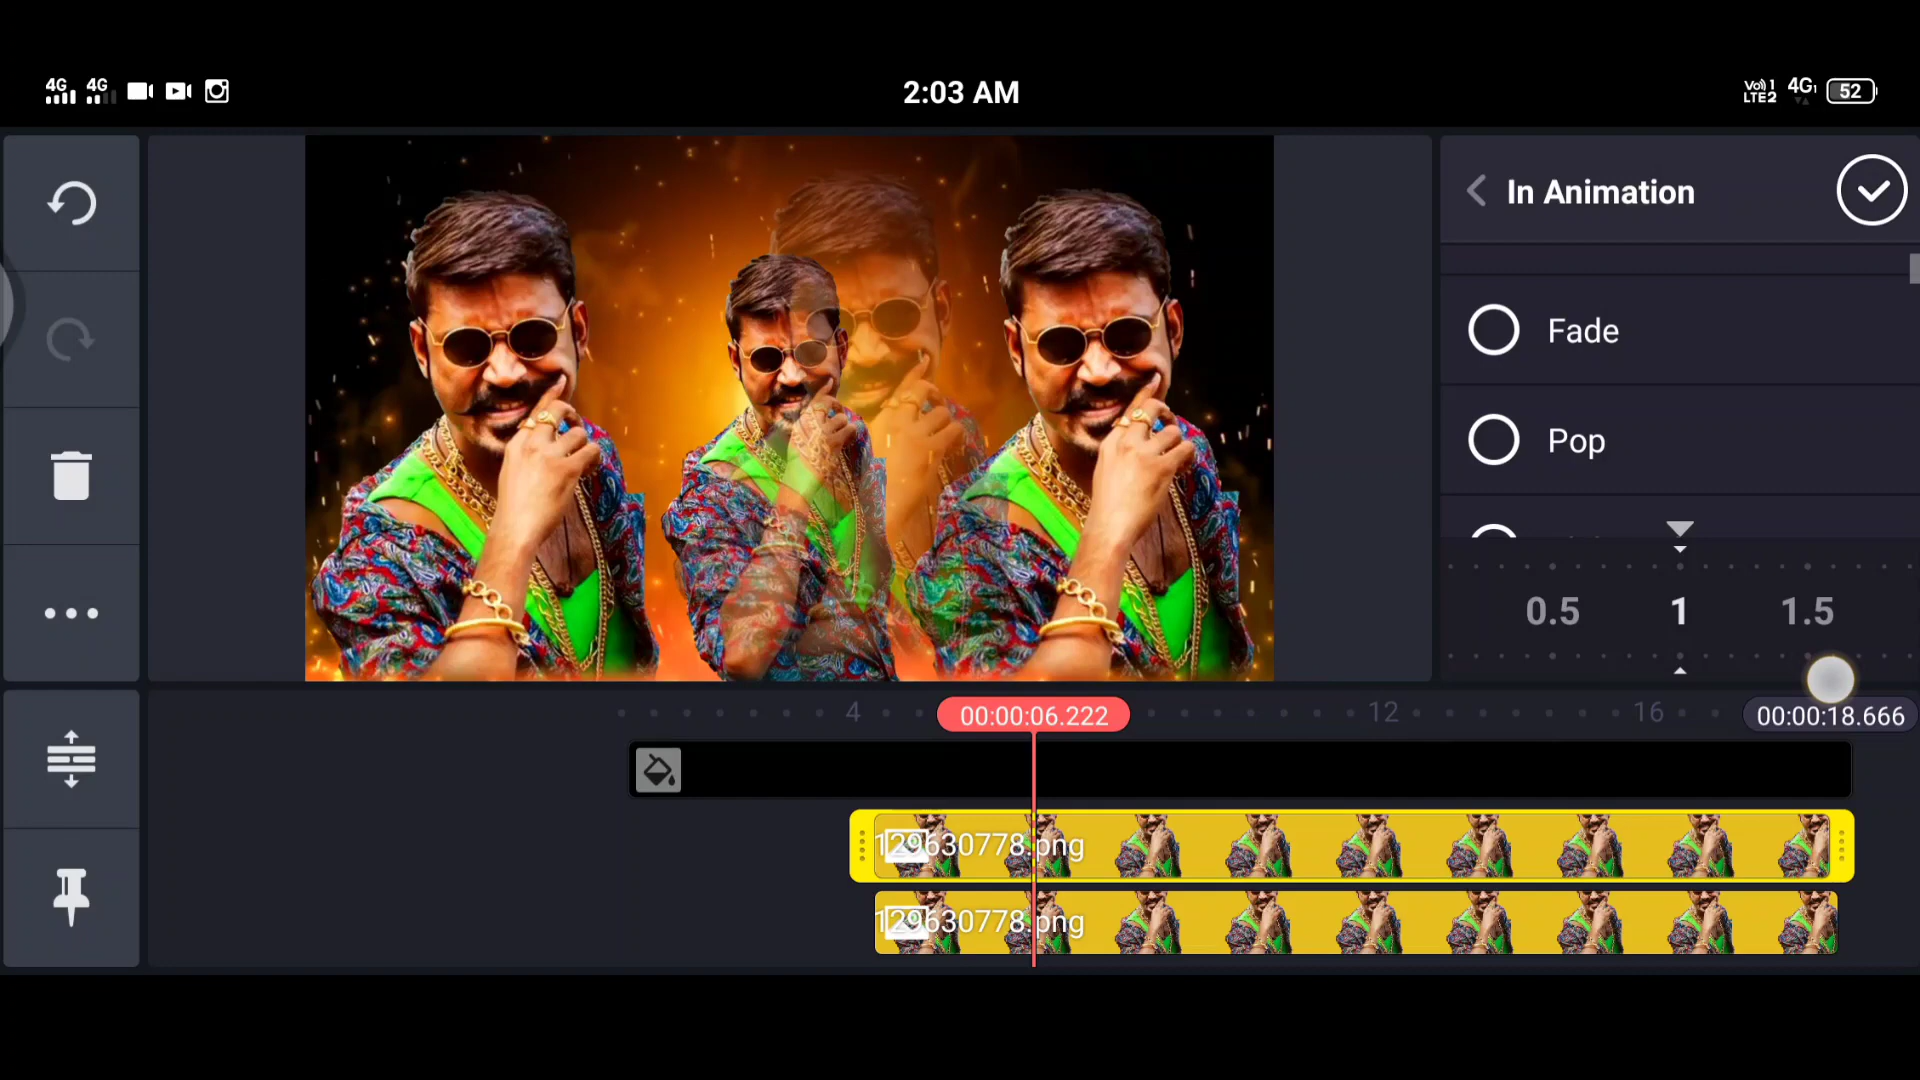 4G 4G
2:03 AM
Vo) 1
LTE2
4G
52
In Animation
Fade
Pop
0.5 1 1.5
4
00:00:06.222
12
16
00:00:18.666
129630778.png
129630778.png